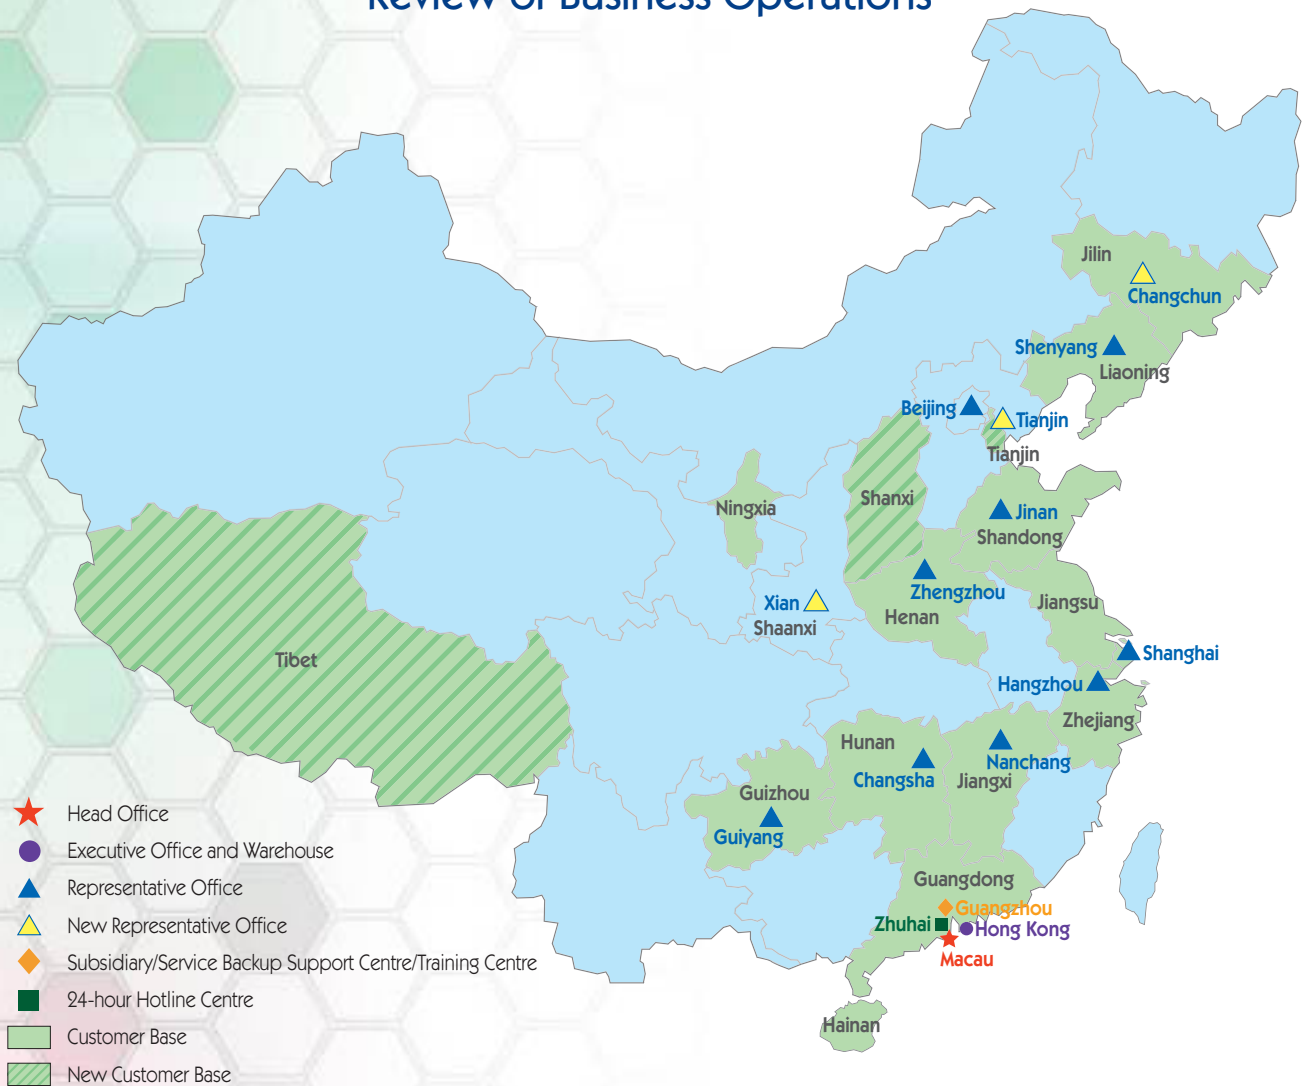 Review of Business Operations
Jilin
Changchun
Shenyang
Liaoning
Beijing
Tianjin
Tianjin
Shanxi
Ningxia
Jinan
Shandong
Zhengzhou
Henan
Xian
Shaanxi
Jiangsu
Shanghai
Hangzhou
Zhejiang
Tibet
Hunan
Changsha
Nanchang
Jiangxi
Guizhou
Guiyang
Guangdong
Guangzhou
Zhuhai
Hong Kong
Macau
Hainan
Head Office
Executive Office and Warehouse
Representative Office
New Representative Office
Subsidiary/Service Backup Support Centre/Training Centre
24-hour Hotline Centre
Customer Base
New Customer Base